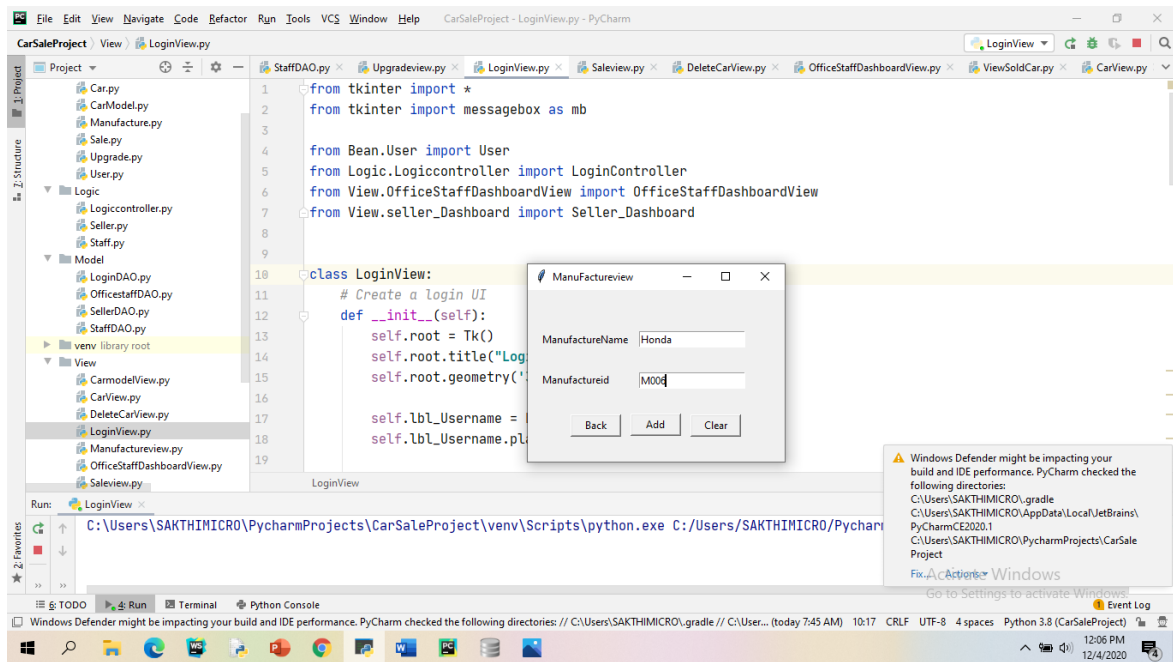 File Edit View Navigate Code Refactor Run Tools VCS Window Help CarSaleProject - LoginView.py - PyCharm
CarSaleProject View LoginView.py LoginView
Project StaffDAO.py Upgradeview.py LoginView.py Saleview.py DeleteCarView.py OfficeStaffDashboardView.py ViewSoldCar.py CarView.py
1: Project
Z: Structure
2: Favorites
Car.py
CarModel.py
Manufacture.py
Sale.py
Upgrade.py
User.py
Logic
Logiccontroller.py
Seller.py
Staff.py
Model
LoginDAO.py
OfficestaffDAO.py
SellerDAO.py
StaffDAO.py
venv library root
View
CarmodelView.py
CarView.py
DeleteCarView.py
LoginView.py
Manufactureview.py
OfficeStaffDashboardView.py
Saleview.py
1 from tkinter import *
2 from tkinter import messagebox as mb
3
4 from Bean.User import User
5 from Logic.Logiccontroller import LoginController
6 from View.OfficeStaffDashboardView import OfficeStaffDashboardView
7 from View.seller_Dashboard import Seller_Dashboard
8
9
10 class LoginView:
11 # Create a login UI
12 def __init__(self):
13 self.root = Tk()
14 self.root.title("Log
15 self.root.geometry('
16
17 self.lbl_Username =
18 self.lbl_Username.pl
19
LoginView
ManuFactureview
ManufactureName Honda
Manufactureid M006
Back Add Clear
Windows Defender might be impacting your
build and IDE performance. PyCharm checked the
following directories:
C:\Users\SAKTHIMICRO\.gradle
C:\Users\SAKTHIMICRO\AppData\Local\JetBrains\
PyCharmCE2020.1
C:\Users\SAKTHIMICRO\PycharmProjects\CarSale
Project
Fix... Actions
Activate Windows
Go to Settings to activate Windows.
Run: LoginView
C:\Users\SAKTHIMICRO\PycharmProjects\CarSaleProject\venv\Scripts\python.exe C:/Users/SAKTHIMICRO/Pycharm
6: TODO 4: Run Terminal Python Console 1 Event Log
Windows Defender might be impacting your build and IDE performance. PyCharm checked the following directories: // C:\Users\SAKTHIMICRO\.gradle // C:\User... (today 7:45 AM) 10:17 CRLF UTF-8 4 spaces Python 3.8 (CarSaleProject)
12:06 PM
12/4/2020
4